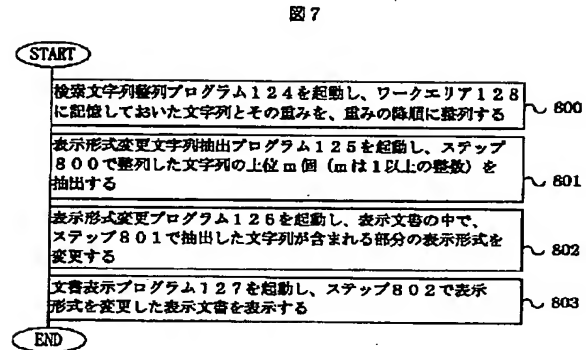 図7
START
検索文字列整列プログラム124を起動し、ワークエリア128
に記憶しておいた文字列とその重みを、重みの降順に整列する
800
表示形式変更文字列抽出プログラム125を起動し、ステップ
800で整列した文字列の上位m個（mは1以上の整数）を
抽出する
801
表示形式変更プログラム126を起動し、表示文書の中で、
ステップ801で抽出した文字列が含まれる部分の表示形式を
変更する
802
文書表示プログラム127を起動し、ステップ802で表示
形式を変更した表示文書を表示する
803
END